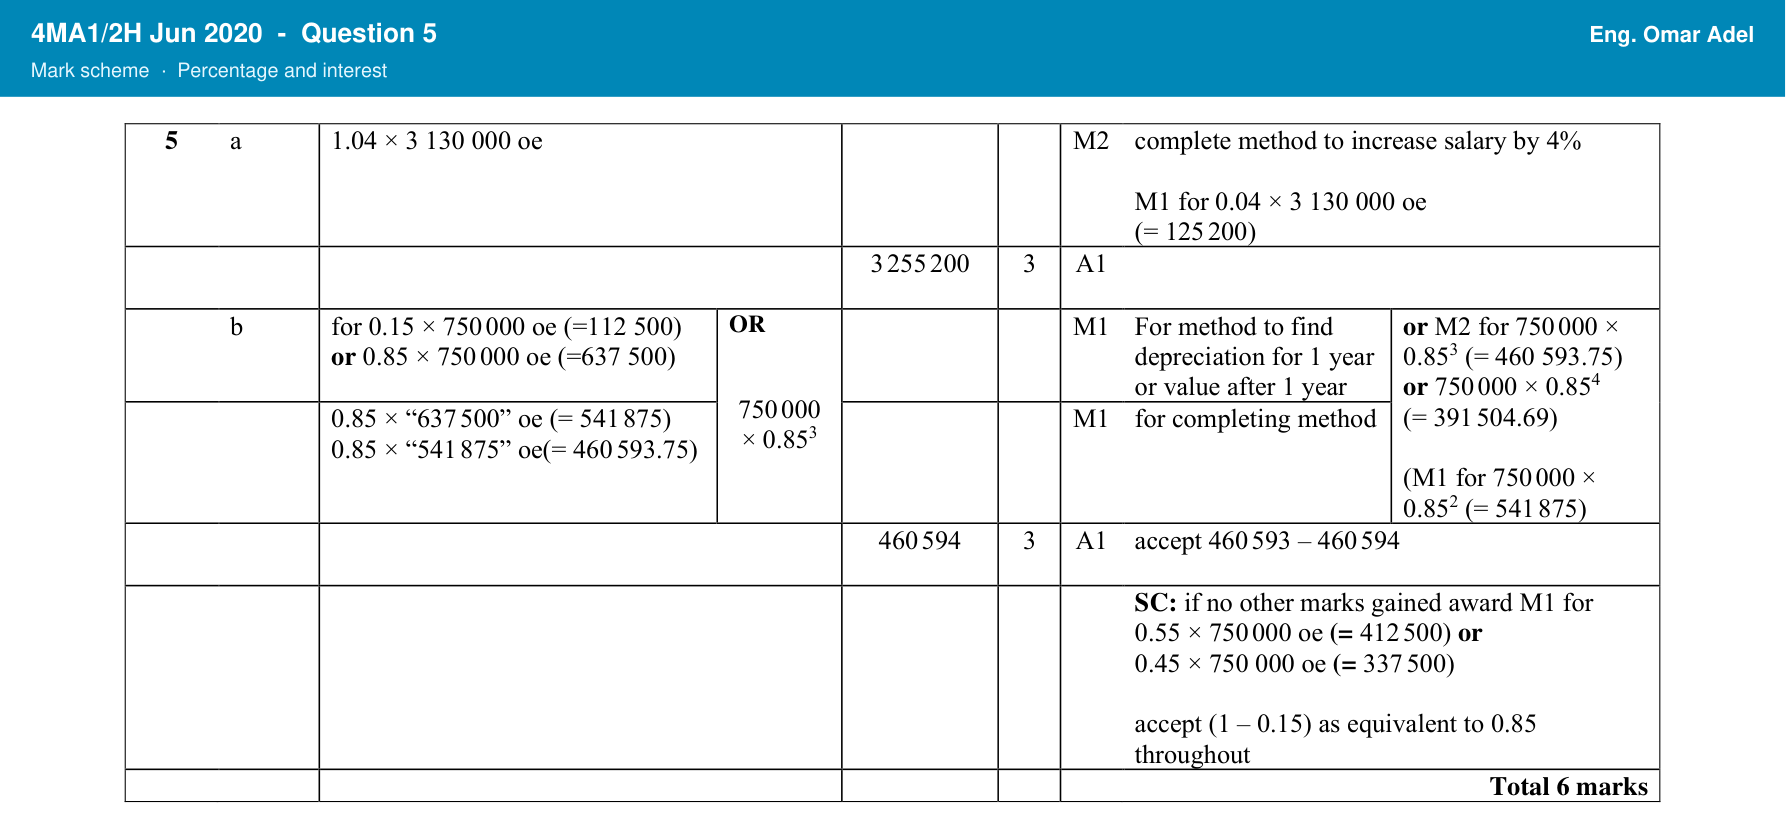 4MA1/2H Jun 2020 - Question 5
Eng. Omar Adel
Mark scheme · Percentage and interest
5 a 1.04 × 3 130 000 oe M2 complete method to increase salary by 4%
M1 for 0.04 × 3 130 000 oe
(= 125 200)
3 255 200 3 A1
b for 0.15 × 750 000 oe (=112 500)
or 0.85 × 750 000 oe (=637 500)
0.85 × “637 500” oe (= 541 875)
0.85 × “541 875” oe(= 460 593.75)
OR
750 000
× 0.85³
M1 For method to find
depreciation for 1 year
or value after 1 year
M1 for completing method
or M2 for 750 000 ×
0.85³ (= 460 593.75)
or 750 000 × 0.85⁴
(= 391 504.69)
(M1 for 750 000 ×
0.85² (= 541 875)
460 594 3 A1 accept 460 593 – 460 594
SC: if no other marks gained award M1 for
0.55 × 750 000 oe (= 412 500) or
0.45 × 750 000 oe (= 337 500)
accept (1 – 0.15) as equivalent to 0.85
throughout
Total 6 marks